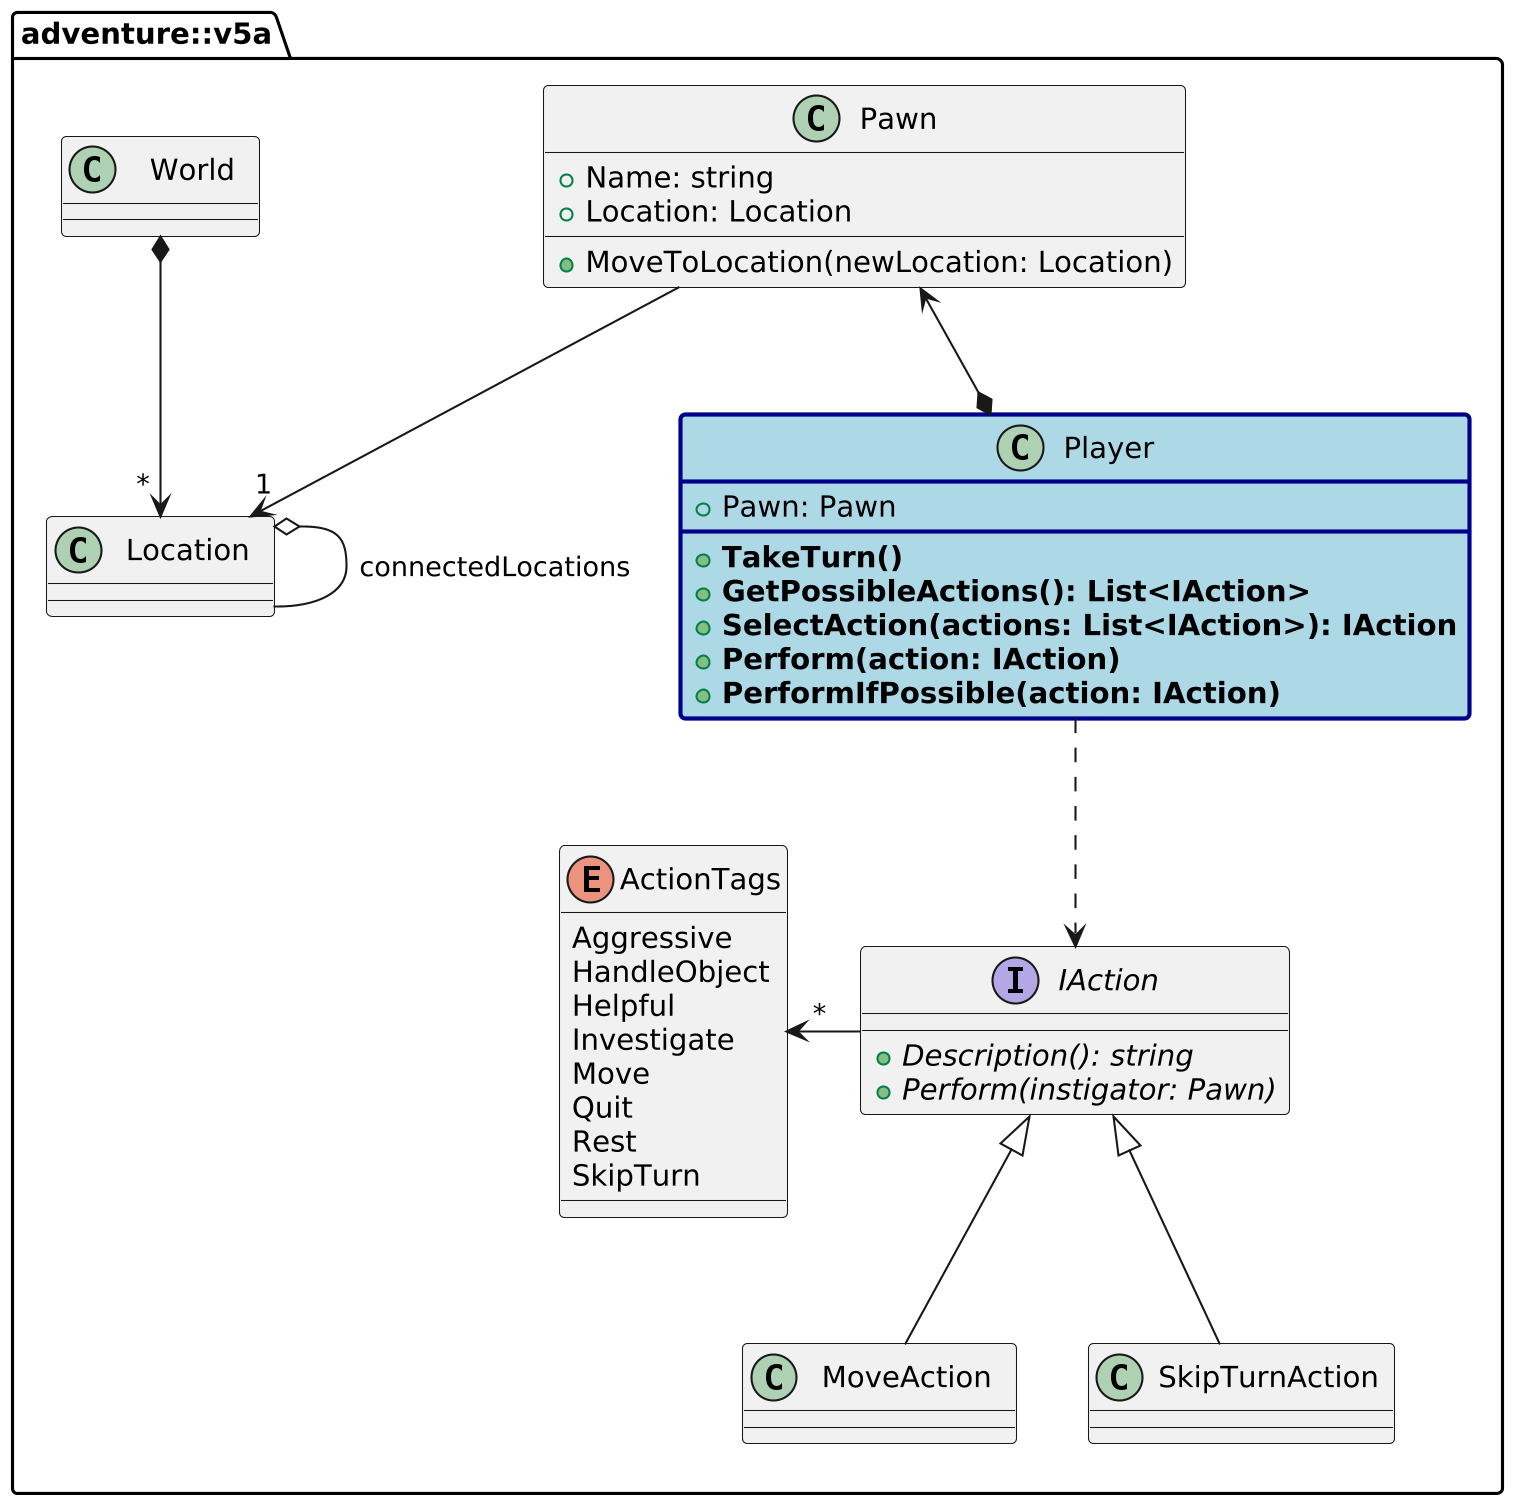 adventure::v5a
C World
C Pawn
Name: string
Location: Location
MoveToLocation(newLocation: Location)
*
1
C Location
connectedLocations
C Player
Pawn: Pawn
TakeTurn()
GetPossibleActions(): List<IAction>
SelectAction(actions: List<IAction>): IAction
Perform(action: IAction)
PerformIfPossible(action: IAction)
E ActionTags
Aggressive
HandleObject
Helpful
Investigate
Move
Quit
Rest
SkipTurn
*
I IAction
Description(): string
Perform(instigator: Pawn)
C MoveAction
C SkipTurnAction